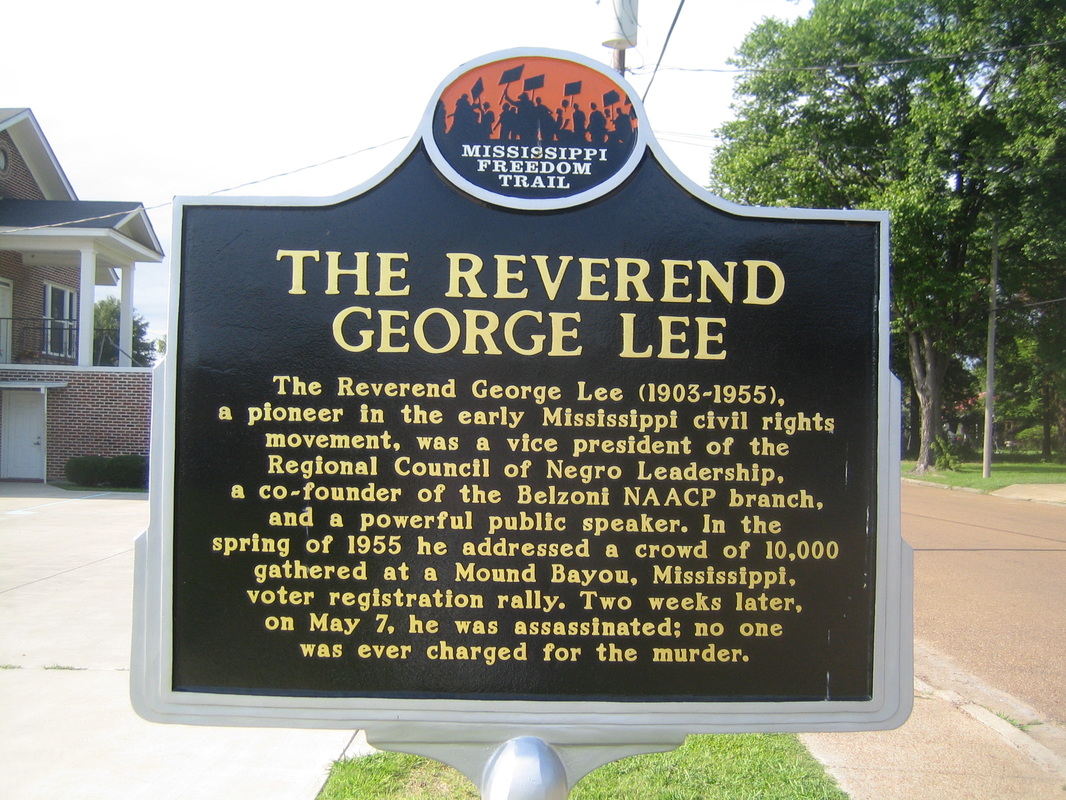 MISSISSIPPI
FREEDOM
TRAIL
THE REVEREND
GEORGE LEE
The Reverend George Lee (1903-1955),
a pioneer in the early Mississippi civil rights
movement, was a vice president of the
Regional Council of Negro Leadership,
a co-founder of the Belzoni NAACP branch,
and a powerful public speaker. In the
spring of 1955 he addressed a crowd of 10,000
gathered at a Mound Bayou, Mississippi,
voter registration rally. Two weeks later,
on May 7, he was assassinated; no one
was ever charged for the murder.